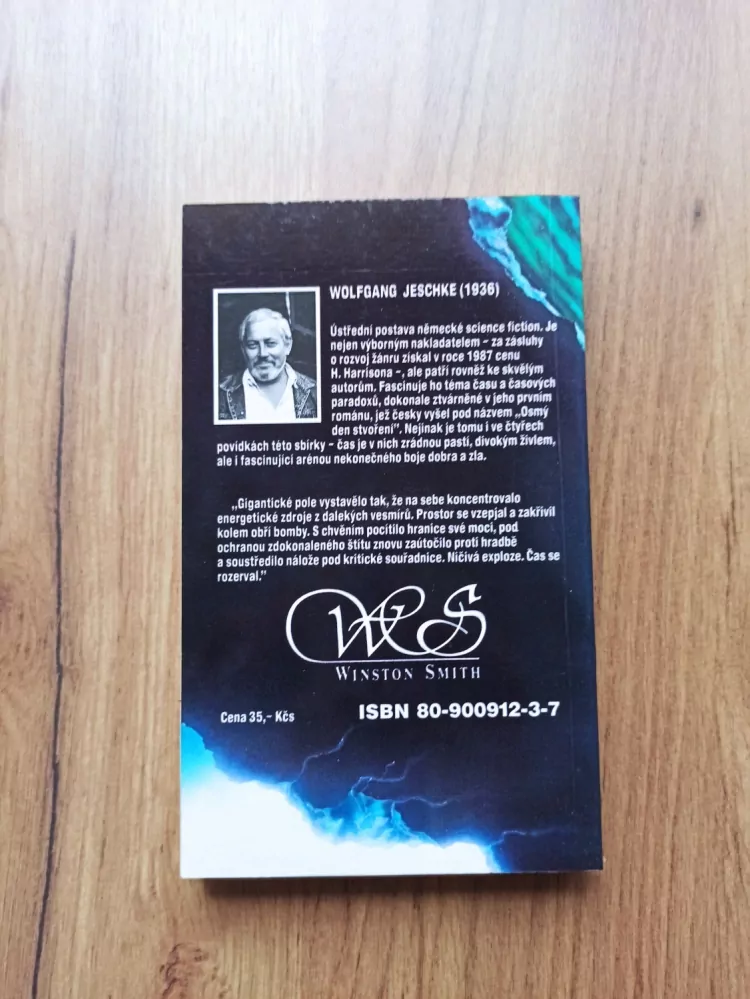 WOLFGANG JESCHKE (1936)
Ústřední postava německé science fiction. Je
nejen výborným nakladatelem – za zásluhy
o rozvoj žánru získal v roce 1987 cenu
H. Harrisona –, ale patří rovněž ke skvělým
autorům. Fascinuje ho téma času a časových
paradoxů, dokonale ztvárněné v jeho prvním
románu, jež česky vyšel pod názvem „Osmý
den stvoření". Nejinak je tomu i ve čtyřech
povídkách této sbírky – čas je v nich zrádnou pastí, divokým živlem,
ale i fascinující arénou nekonečného boje dobra a zla.
„Gigantické pole vystavělo tak, že na sebe koncentrovalo
energetické zdroje z dalekých vesmírů. Prostor se vzepjal a zakřivil
kolem obří bomby. S chvěním pocítilo hranice své moci, pod
ochranou zdokonaleného štítu znovu zaútočilo proti hradbě
a soustředilo nálože pod kritické souřadnice. Ničivá exploze. Čas se
rozerval."
WS
WINSTON SMITH
Cena 35,– Kčs
ISBN 80-900912-3-7